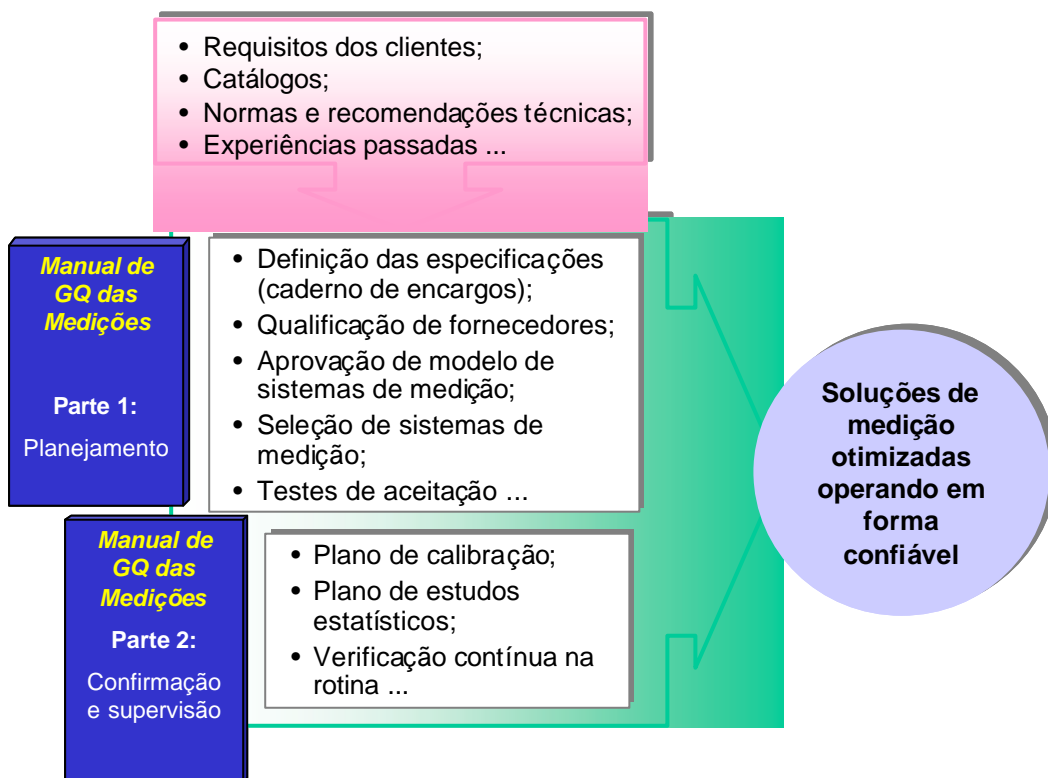 • Requisitos dos clientes;
• Catálogos;
• Normas e recomendações técnicas;
• Experiências passadas ...
Manual de
GQ das
Medições
Parte 1:
Planejamento
• Definição das especificações
(caderno de encargos);
• Qualificação de fornecedores;
• Aprovação de modelo de
sistemas de medição;
• Seleção de sistemas de
medição;
• Testes de aceitação ...
Manual de
GQ das
Medições
Parte 2:
Confirmação
e supervisão
• Plano de calibração;
• Plano de estudos
estatísticos;
• Verificação contínua na
rotina ...
Soluções de
medição
otimizadas
operando em
forma
confiável